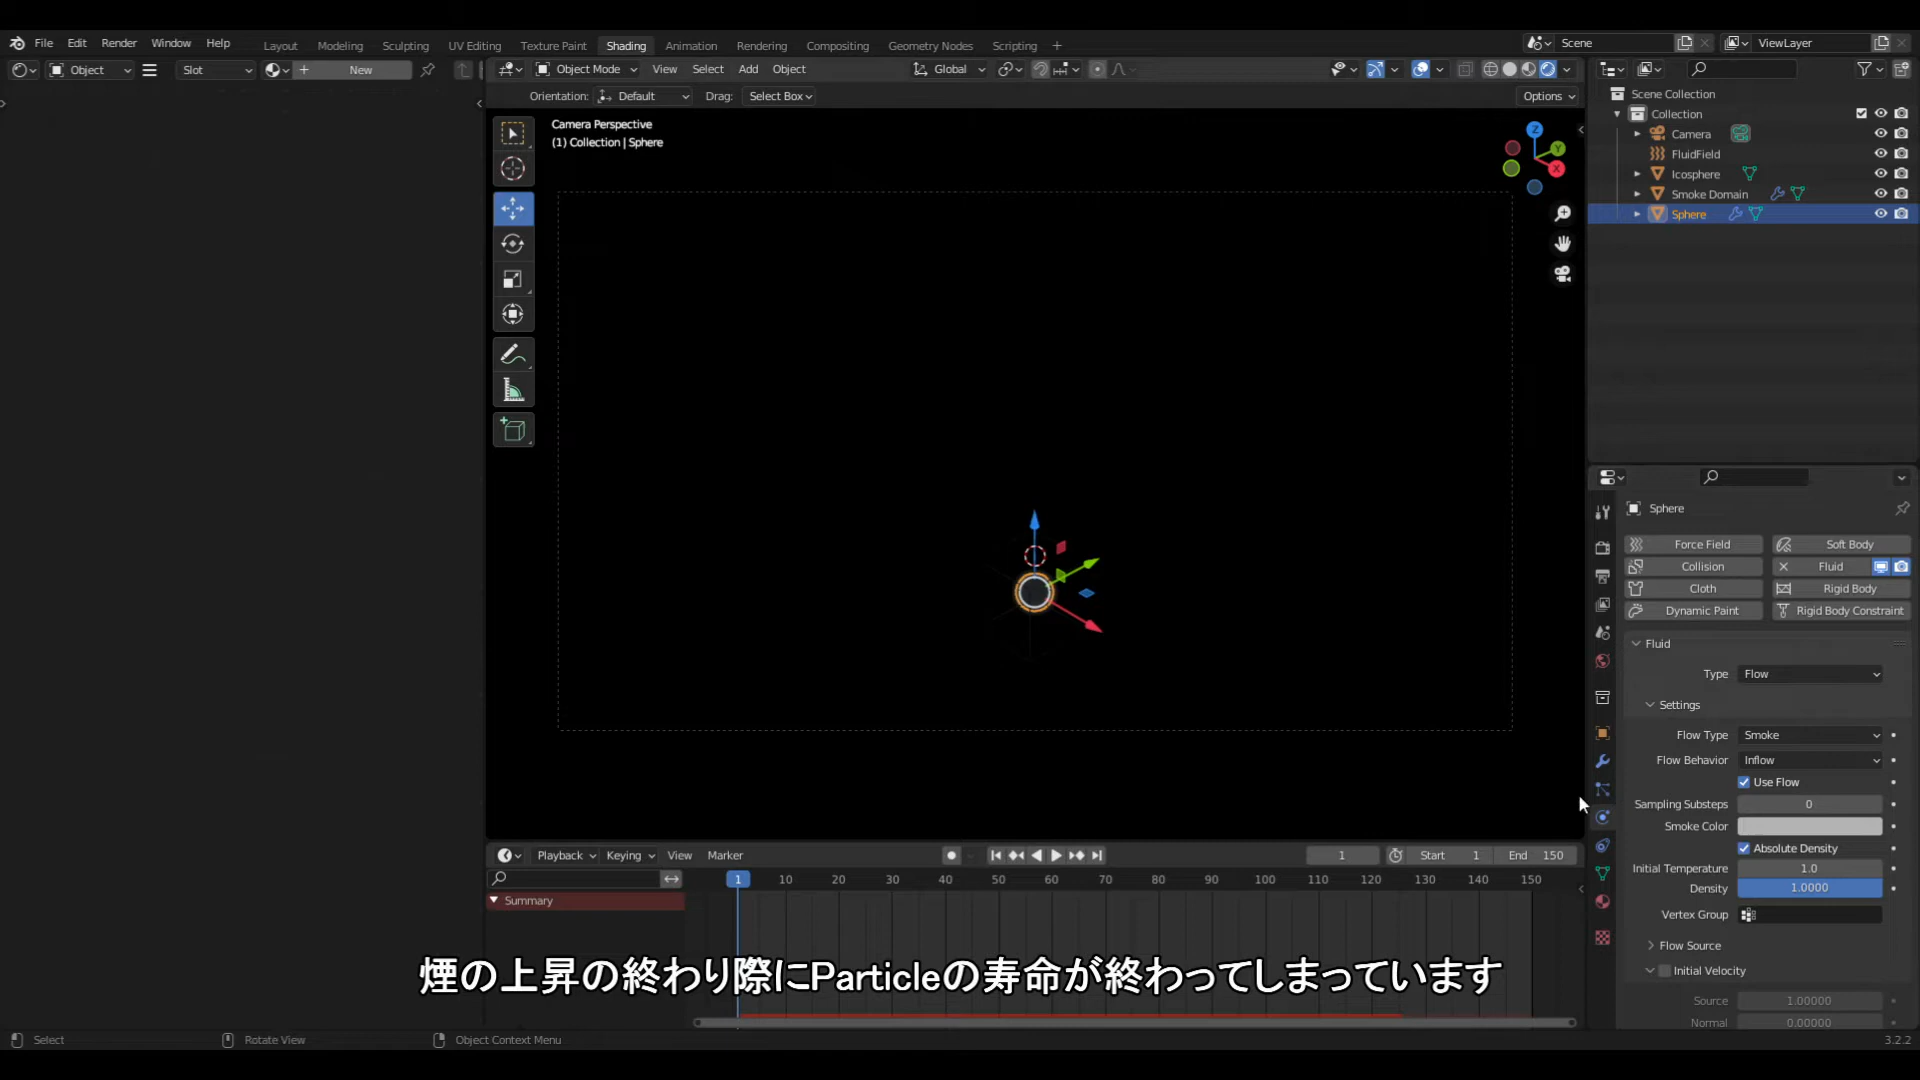 File Edit Render Window Help Layout Modeling Sculpting UV Editing Texture Paint Shading Animation Rendering Compositing Geometry Nodes Scripting + Scene ViewLayer
Object Slot New Object Mode View Select Add Object Global
Orientation: Default Drag: Select Box Options
Camera Perspective
(1) Collection | Sphere
Z
Y
X
Scene Collection
Collection
Camera
FluidField
Icosphere
Smoke Domain
Sphere
Sphere
Force Field Soft Body
Collision Fluid
Cloth Rigid Body
Dynamic Paint Rigid Body Constraint
Fluid
Type Flow
Settings
Flow Type Smoke
Flow Behavior Inflow
Use Flow
Sampling Substeps 0
Smoke Color
Absolute Density
Initial Temperature 1.0
Density 1.0000
Vertex Group
Flow Source
Initial Velocity
Source 1.00000
Normal 0.00000
Playback Keying View Marker 1 Start 1 End 150
1 10 20 30 40 50 60 70 80 90 100 110 120 130 140 150
Summary
煙の上昇の終わり際にParticleの寿命が終わってしまっています
Select Rotate View Object Context Menu 3.2.2